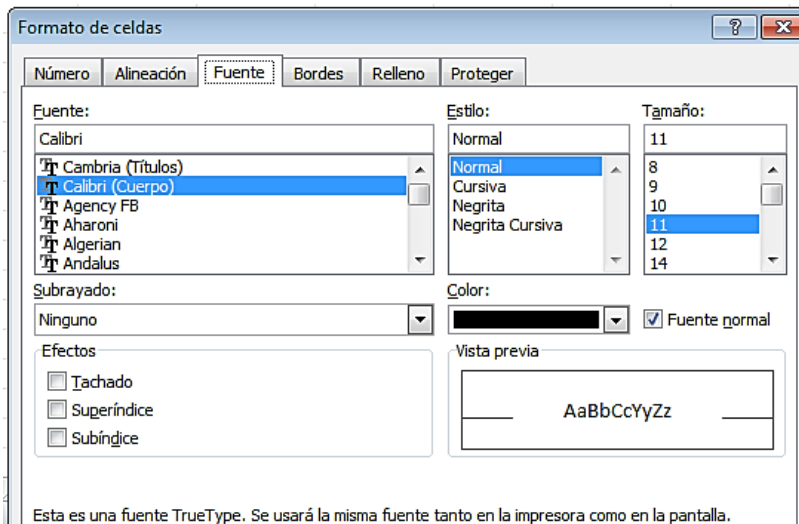 Formato de celdas
Número Alineación Fuente Bordes Relleno Proteger
Fuente: Estilo: Tamaño:
Calibri Normal 11
Cambria (Títulos) Normal 8
Calibri (Cuerpo) Cursiva 9
Agency FB Negrita 10
Aharoni Negrita Cursiva 11
Algerian 12
Andalus 14
Subrayado: Color:
Ninguno Fuente normal
Efectos Vista previa
Tachado
Superíndice AaBbCcYyZz
Subíndice
Esta es una fuente TrueType. Se usará la misma fuente tanto en la impresora como en la pantalla.